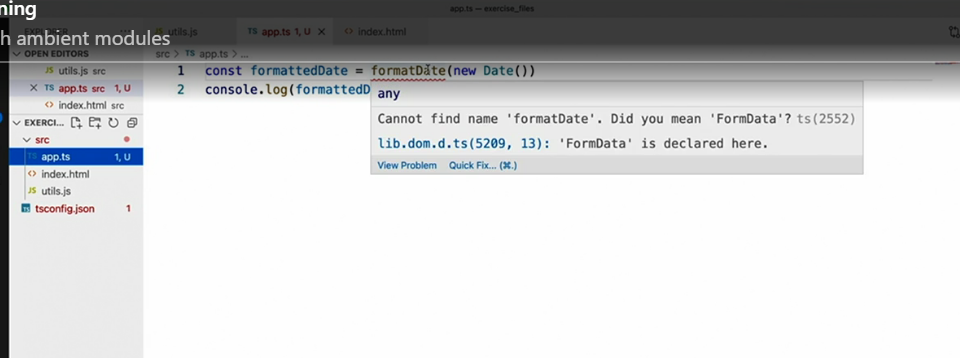 app.ts — exercise_files
ning
h ambient modules
utils.js
TS app.ts 1, U ×
<> index.html
OPEN EDITORS
JS utils.js src
× TS app.ts src 1, U
<> index.html src
EXERCI...
src
TS app.ts 1, U
<> index.html
JS utils.js
tsconfig.json 1
src > TS app.ts > ...
1 const formattedDate = formatDate(new Date())
2 console.log(formattedD
any
Cannot find name 'formatDate'. Did you mean 'FormData'? ts(2552)
lib.dom.d.ts(5209, 13): 'FormData' is declared here.
View Problem Quick Fix... (⌘.)